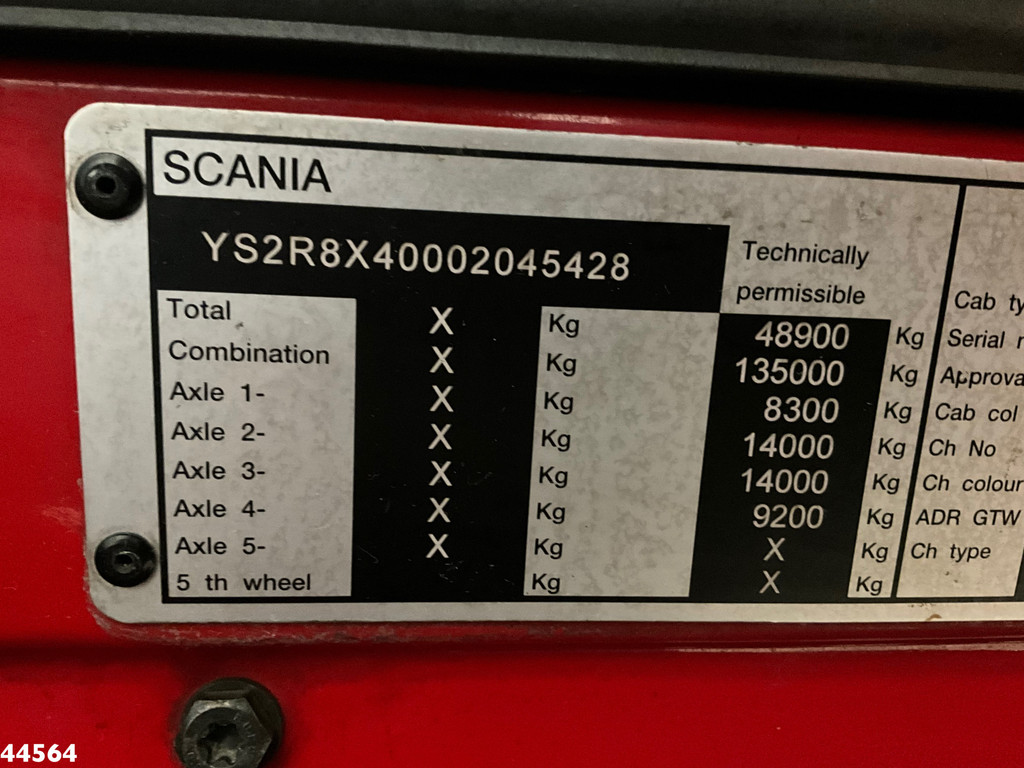 SCANIA
YS2R8X40002045428
Technically
permissible
Total X Kg 48900 Kg
Combination X Kg 135000 Kg
Axle 1- X Kg 8300 Kg
Axle 2- X Kg 14000 Kg
Axle 3- X Kg 14000 Kg
Axle 4- X Kg 9200 Kg
Axle 5- X Kg X Kg
5 th wheel Kg X Kg
Cab ty
Serial n
Approva
Cab col
Ch No
Ch colour
ADR GTW
Ch type
44564